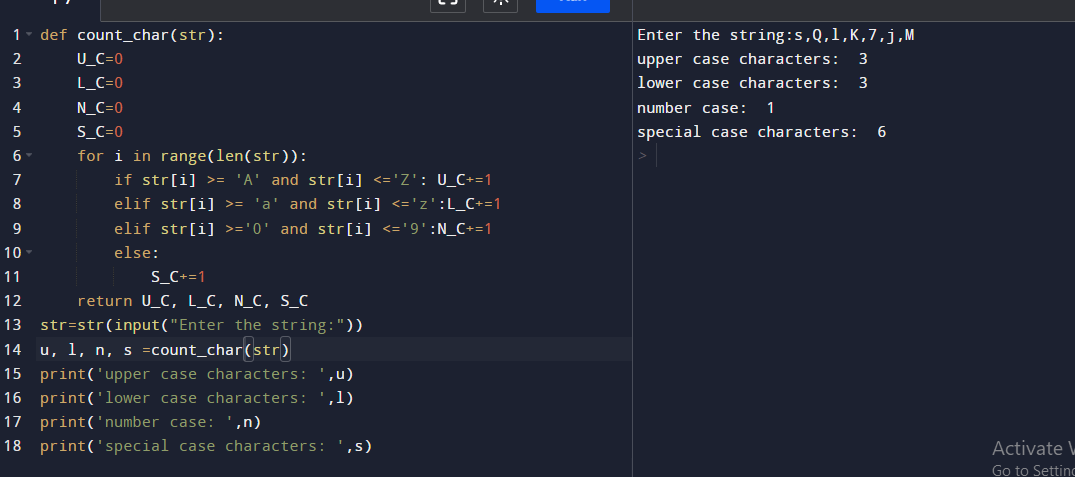 1 def count_char(str):
2 U_C=0
3 L_C=0
4 N_C=0
5 S_C=0
6 for i in range(len(str)):
7 if str[i] >= 'A' and str[i] <='Z': U_C+=1
8 elif str[i] >= 'a' and str[i] <='z':L_C+=1
9 elif str[i] >='0' and str[i] <='9':N_C+=1
10 else:
11 S_C+=1
12 return U_C, L_C, N_C, S_C
13 str=str(input("Enter the string:"))
14 u, l, n, s =count_char(str)
15 print('upper case characters: ',u)
16 print('lower case characters: ',l)
17 print('number case: ',n)
18 print('special case characters: ',s)
Enter the string:s,Q,l,K,7,j,M
upper case characters:  3
lower case characters:  3
number case:  1
special case characters:  6
>
Activate
Go to